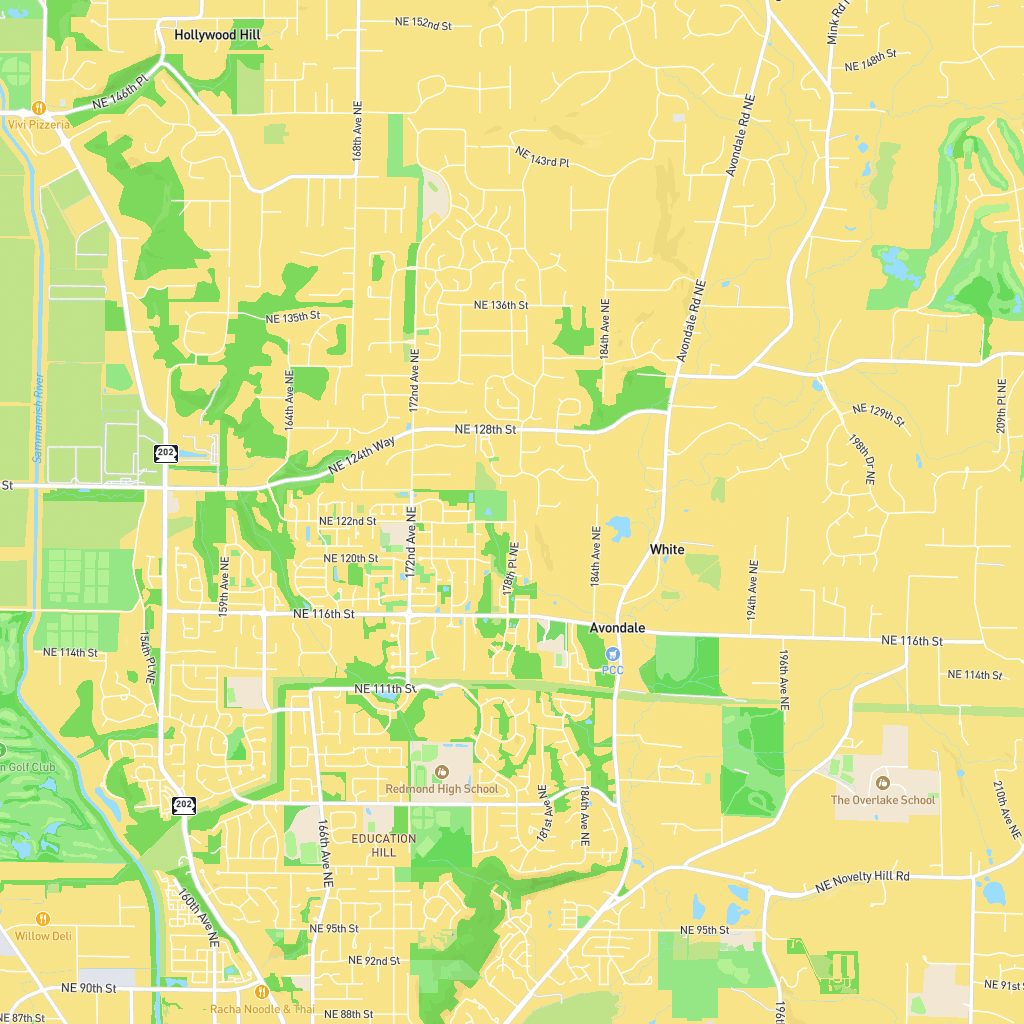 NE 152nd St
Hollywood Hill
Mink Rd
NE 148th St
NE 146th Pl
Vivi Pizzeria
168th Ave NE
NE 143rd Pl
Avondale Rd NE
NE 136th St
NE 135th St
184th Ave NE
Avondale Rd NE
172nd Ave NE
164th Ave NE
209th Pl NE
Sammamish River
NE 129th St
NE 128th St
198th Dr NE
NE 124th Way
202
St
NE 122nd St
172nd Ave NE
184th Ave NE
White
NE 120th St
178th Pl NE
159th Ave NE
194th Ave NE
NE 116th St
Avondale
NE 116th St
154th Pl NE
NE 114th St
PCC
196th Ave NE
NE 114th St
NE 111th St
n Golf Club
Redmond High School
The Overlake School
202
181st Ave NE
184th Ave NE
210th Ave NE
166th Ave NE
EDUCATION
HILL
NE Novelty Hill Rd
160th Ave NE
Willow Deli
NE 95th St
NE 95th St
NE 92nd St
NE 90th St
NE 91st S
Racha Noodle & Thai
196t
NE 87th St
NE 88th St